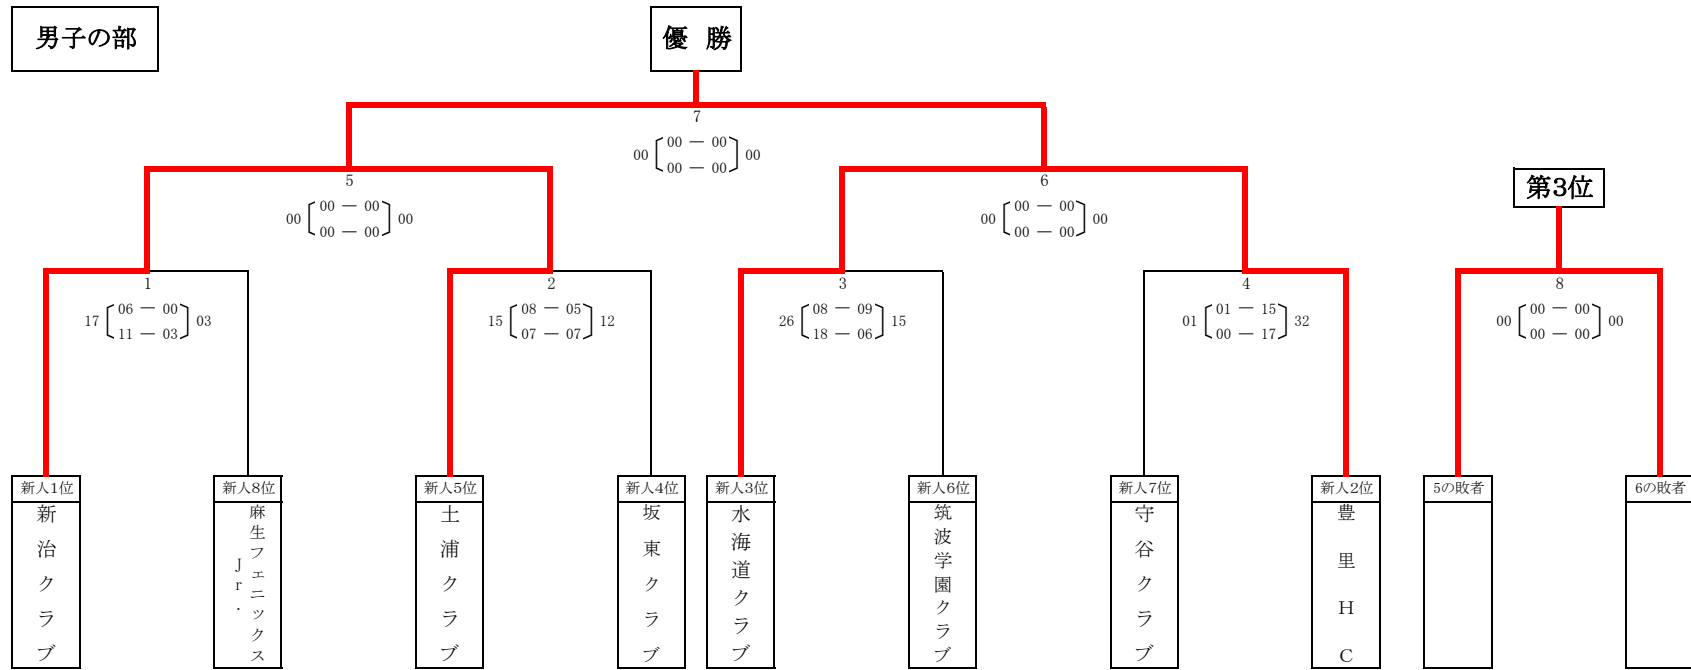 男子の部
優 勝
7
00 00 － 00 00
00 － 00
5
00 00 － 00 00
00 － 00
6
00 00 － 00 00
00 － 00
第3位
1
17 06 － 00 03
11 － 03
2
15 08 － 05 12
07 － 07
3
26 08 － 09 15
18 － 06
4
01 01 － 15 32
00 － 17
8
00 00 － 00 00
00 － 00
新人1位
新治クラブ
新人8位
麻生フェニックス
Jr.
新人5位
土浦クラブ
新人4位
坂東クラブ
新人3位
水海道クラブ
新人6位
筑波学園クラブ
新人7位
守谷クラブ
新人2位
豊里HC
5の敗者
6の敗者